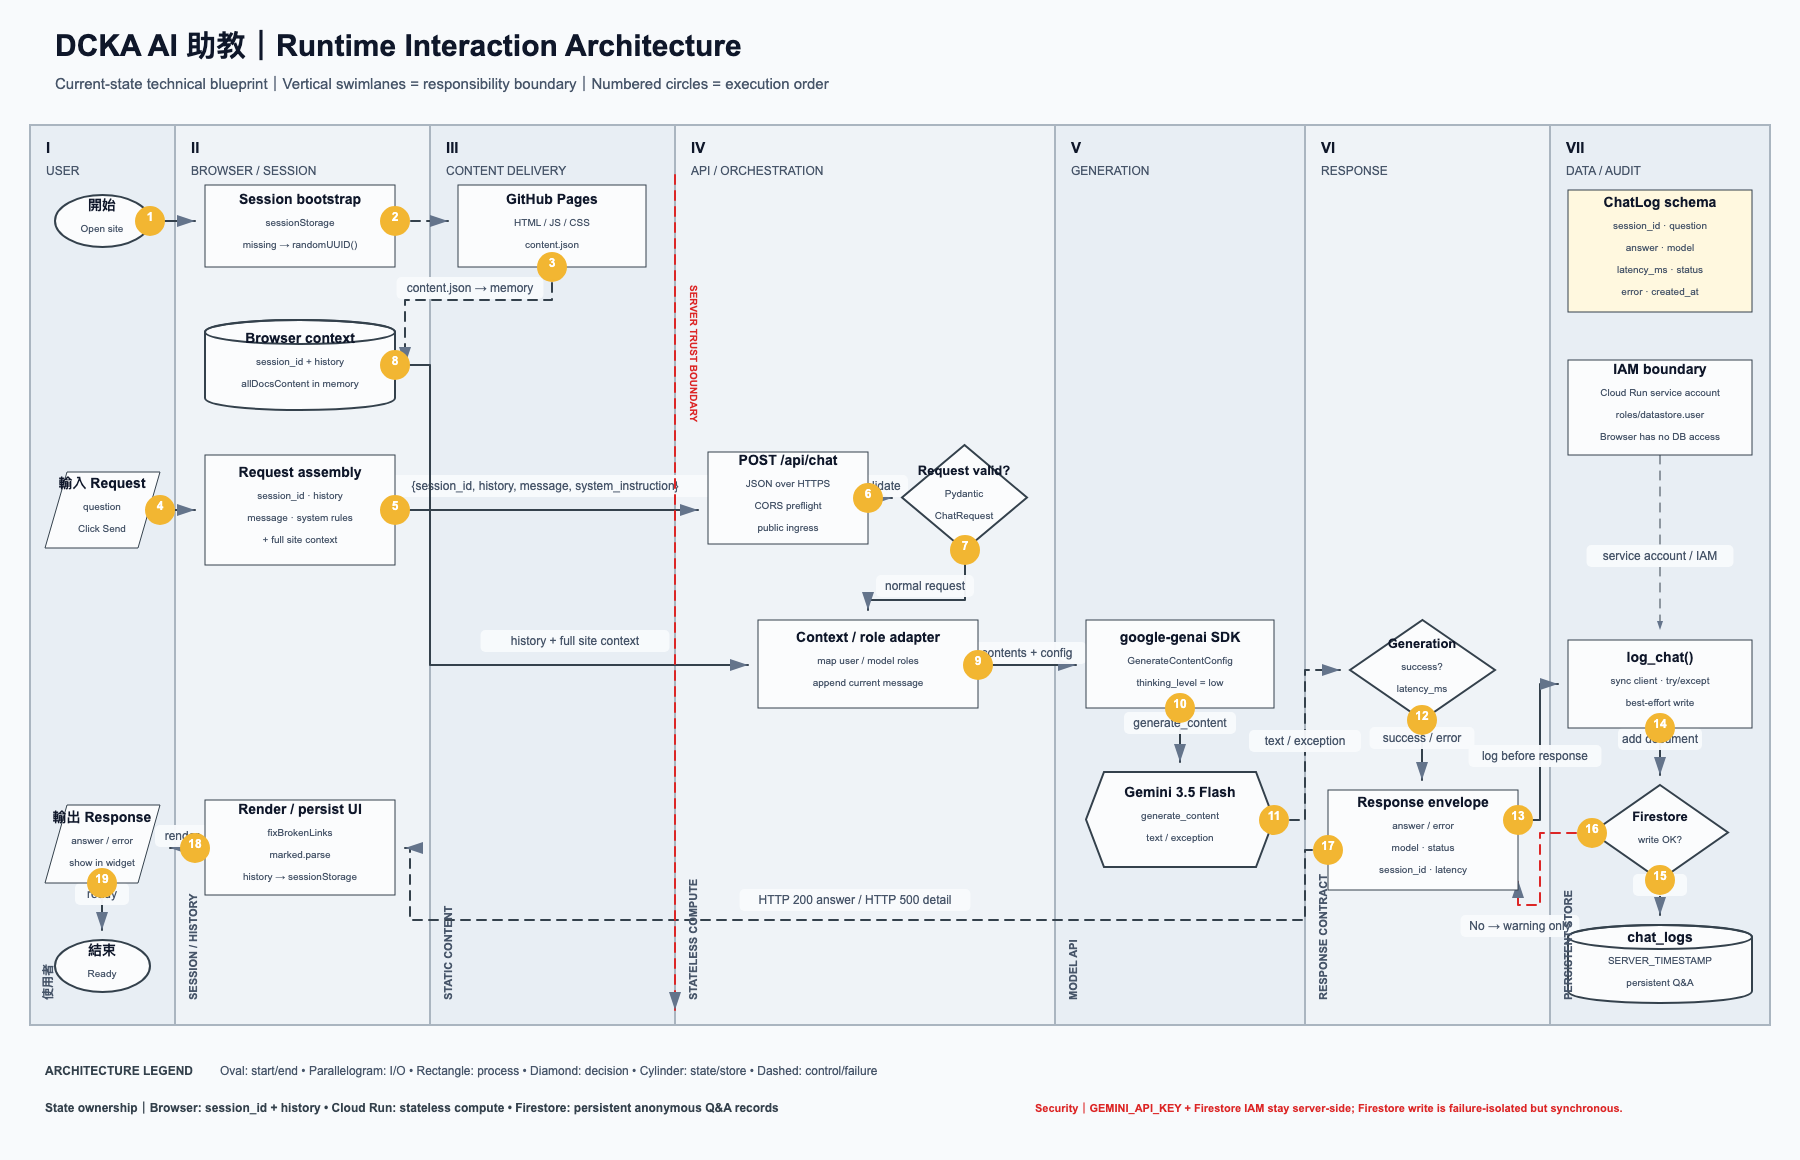 DCKA AI 助教｜Runtime Interaction Architecture
Current-state technical blueprint｜Vertical swimlanes = responsibility boundary｜Numbered circles = execution order
I
USER
II
BROWSER / SESSION
III
CONTENT DELIVERY
IV
API / ORCHESTRATION
V
GENERATION
VI
RESPONSE
VII
DATA / AUDIT
開始
Open site
1
Session bootstrap
sessionStorage
missing → randomUUID()
2
GitHub Pages
HTML / JS / CSS
content.json
3
content.json → memory
ChatLog schema
session_id · question
answer · model
latency_ms · status
error · created_at
SERVER TRUST BOUNDARY
Browser context
session_id + history
allDocsContent in memory
8
IAM boundary
Cloud Run service account
roles/datastore.user
Browser has no DB access
輸入 Request
question
Click Send
4
Request assembly
session_id · history
message · system rules
+ full site context
5
{session_id, history, message, system_instruction}
POST /api/chat
JSON over HTTPS
CORS preflight
public ingress
6
Request valid?
Pydantic
ChatRequest
7
normal request
service account / IAM
history + full site context
Context / role adapter
map user / model roles
append current message
9
contents + config
google-genai SDK
GenerateContentConfig
thinking_level = low
10
generate_content
text / exception
Generation
success?
latency_ms
12
success / error
log_chat()
sync client · try/except
best-effort write
14
add document
log before response
輸出 Response
answer / error
show in widget
19
ready
render
18
Render / persist UI
fixBrokenLinks
marked.parse
history → sessionStorage
Gemini 3.5 Flash
generate_content
text / exception
11
Response envelope
answer / error
model · status
session_id · latency
13
17
Firestore
write OK?
16
15
HTTP 200 answer / HTTP 500 detail
No → warning only
chat_logs
SERVER_TIMESTAMP
persistent Q&A
結束
Ready
使用者
SESSION / HISTORY
STATIC CONTENT
STATELESS COMPUTE
MODEL API
RESPONSE CONTRACT
PERSISTENT STORE
ARCHITECTURE LEGEND
Oval: start/end • Parallelogram: I/O • Rectangle: process • Diamond: decision • Cylinder: state/store • Dashed: control/failure
State ownership｜Browser: session_id + history • Cloud Run: stateless compute • Firestore: persistent anonymous Q&A records
Security｜GEMINI_API_KEY + Firestore IAM stay server-side; Firestore write is failure-isolated but synchronous.